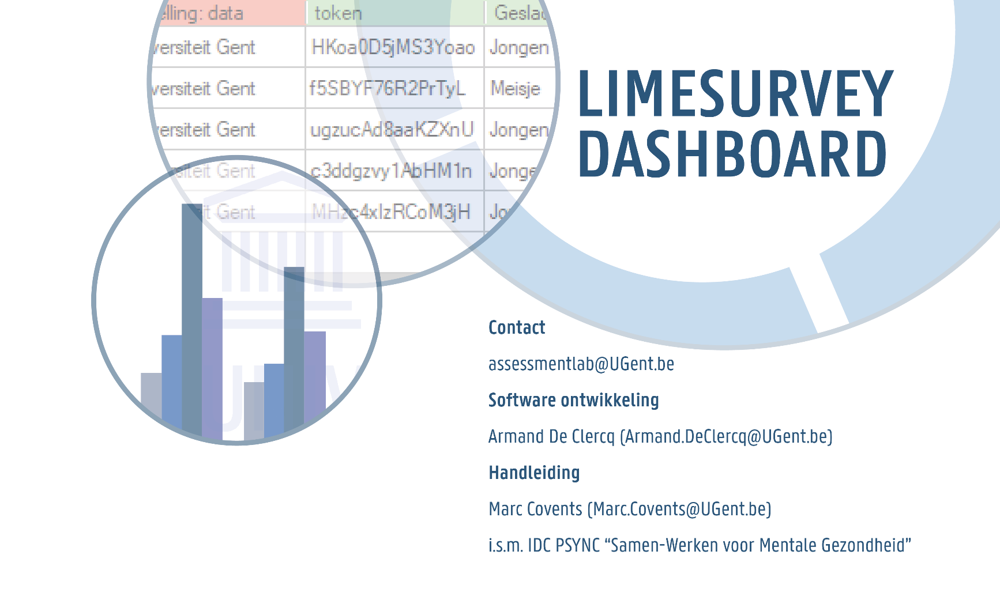 elling: data token Geslac
versiteit Gent HKoa0D5jMS3Yoao Jongen
versiteit Gent f5SBYF76R2PrTyL Meisje
versiteit Gent ugzucAd8aaKZXnU Jongen
siteit Gent c3ddgzvy1AbHM1n Jonge
it Gent MHzc4xIzRCoM3jH Jo
LIMESURVEY
DASHBOARD
Contact
assessmentlab@UGent.be
Software ontwikkeling
Armand De Clercq (Armand.DeClercq@UGent.be)
Handleiding
Marc Covents (Marc.Covents@UGent.be)
i.s.m. IDC PSYNC “Samen-Werken voor Mentale Gezondheid”